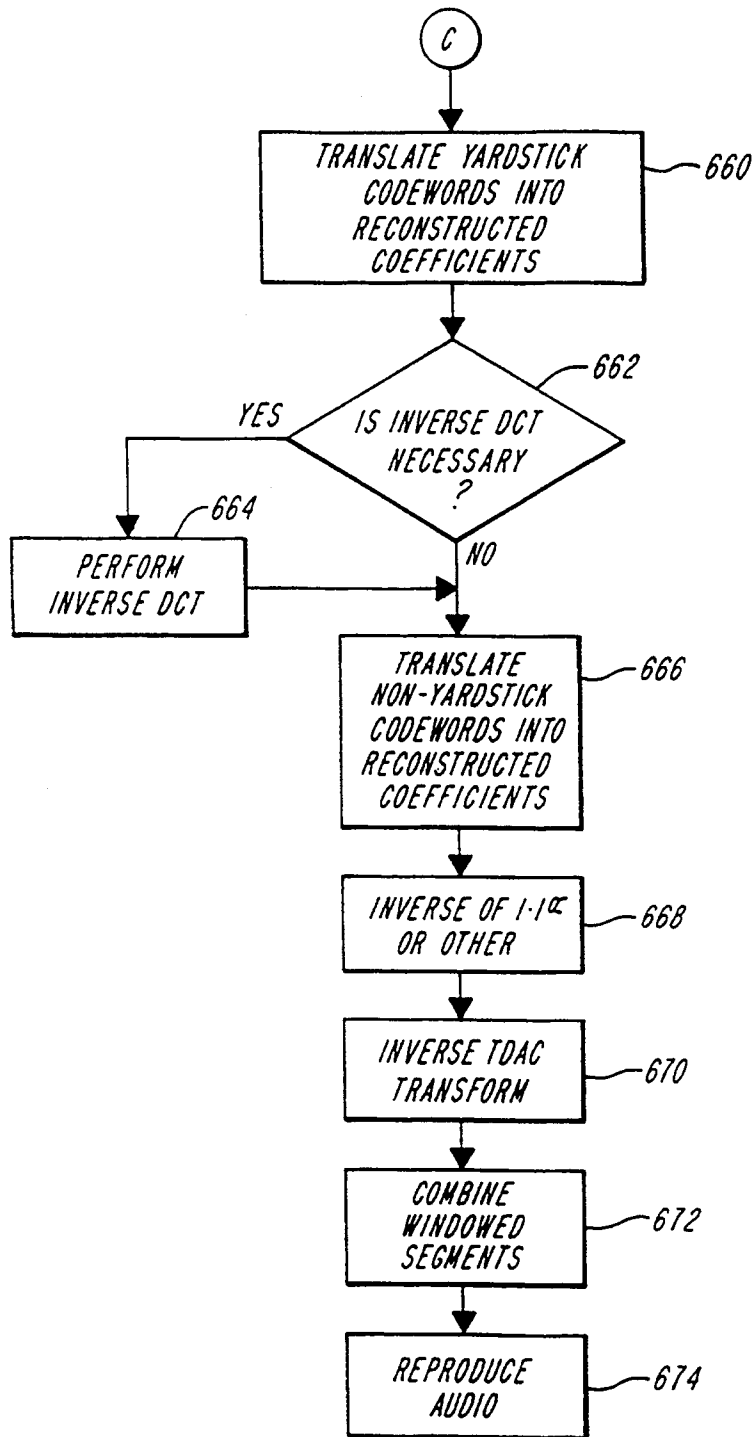 C
TRANSLATE YARDSTICK
CODEWORDS INTO
RECONSTRUCTED
COEFFICIENTS
660
662
IS INVERSE DCT
NECESSARY
?
YES
NO
664
PERFORM
INVERSE DCT
TRANSLATE
NON-YARDSTICK
CODEWORDS INTO
RECONSTRUCTED
COEFFICIENTS
666
INVERSE OF |·|α
OR OTHER
668
INVERSE TDAC
TRANSFORM
670
COMBINE
WINDOWED
SEGMENTS
672
REPRODUCE
AUDIO
674